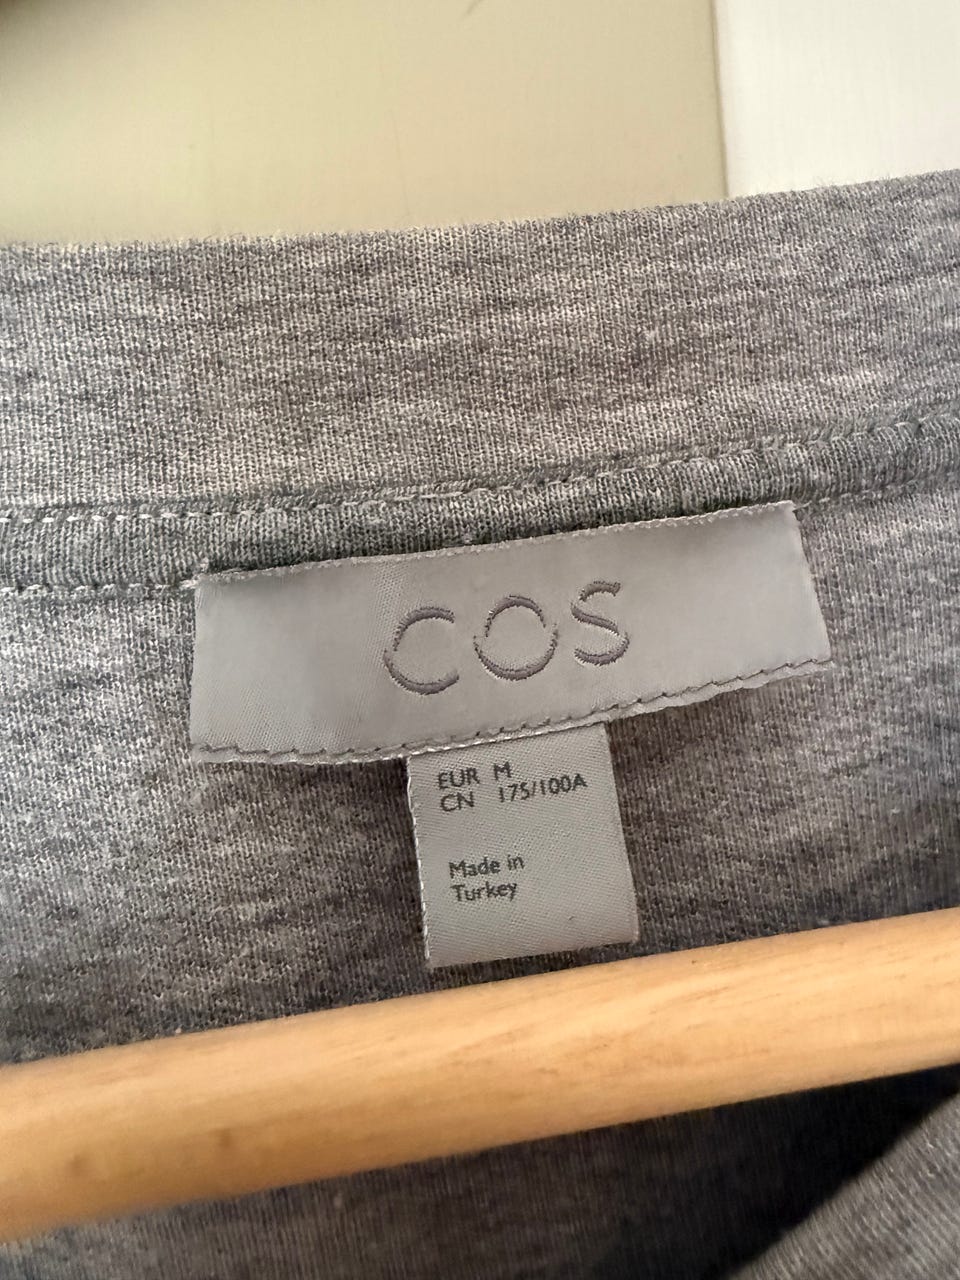 COS
EUR M
CN 175/100A
Made in
Turkey